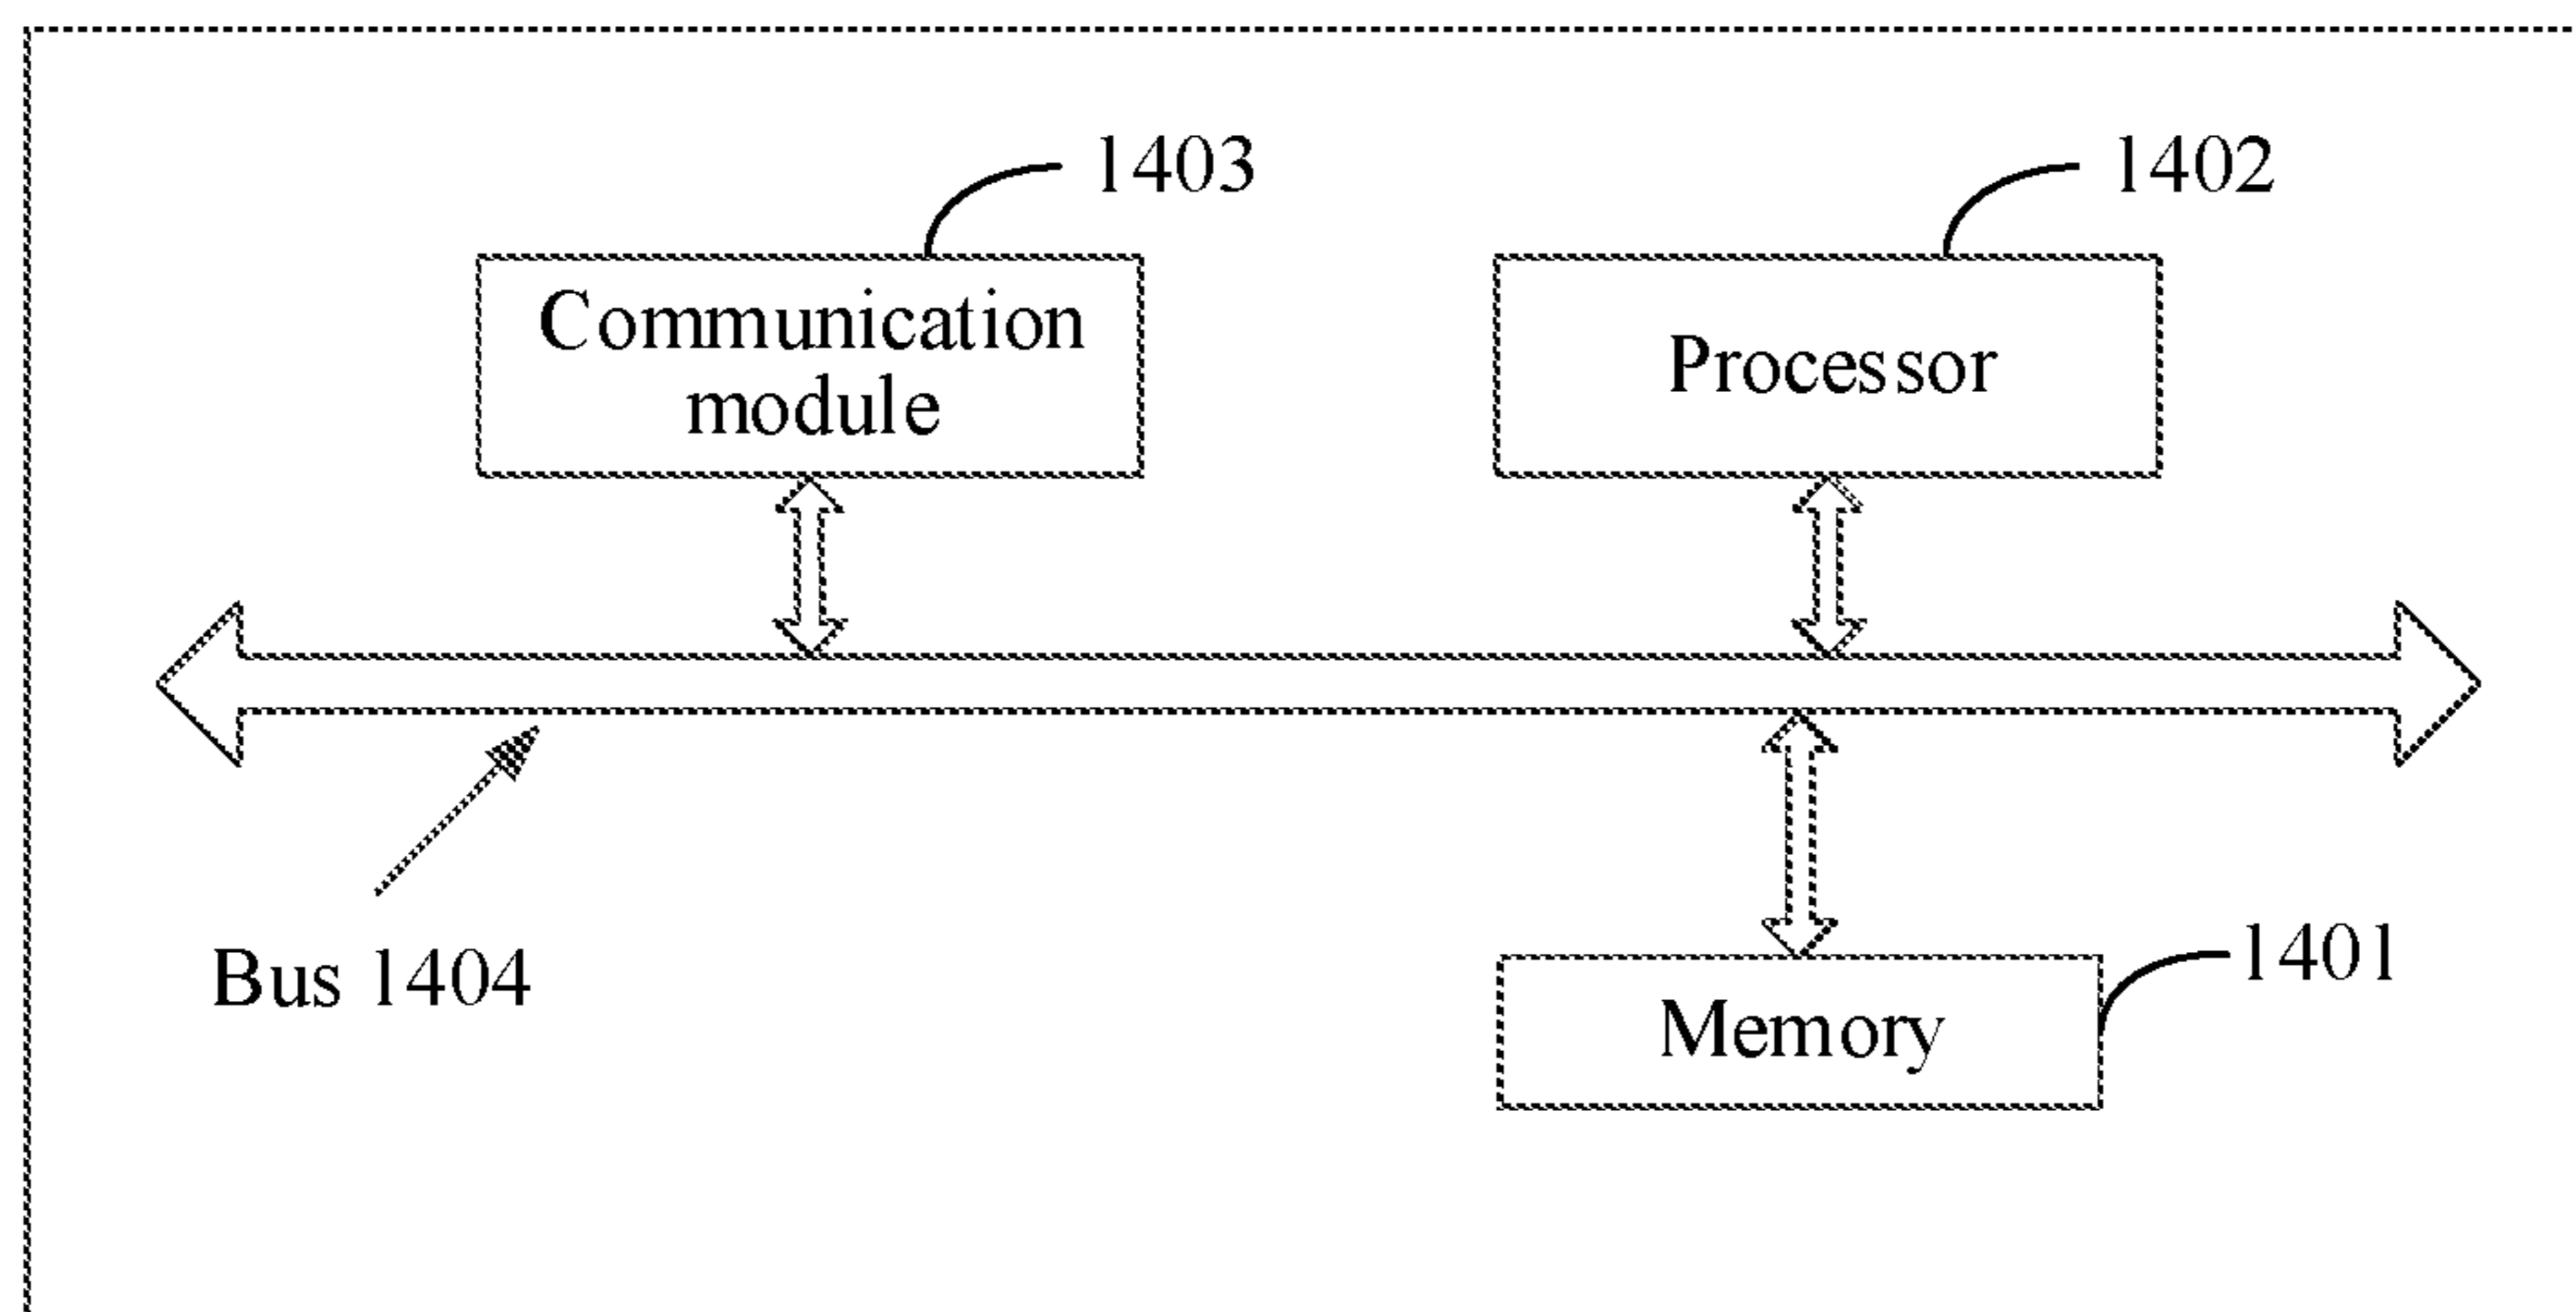 1403
1402
Communication
module
Processor
Bus 1404
1401
Memory